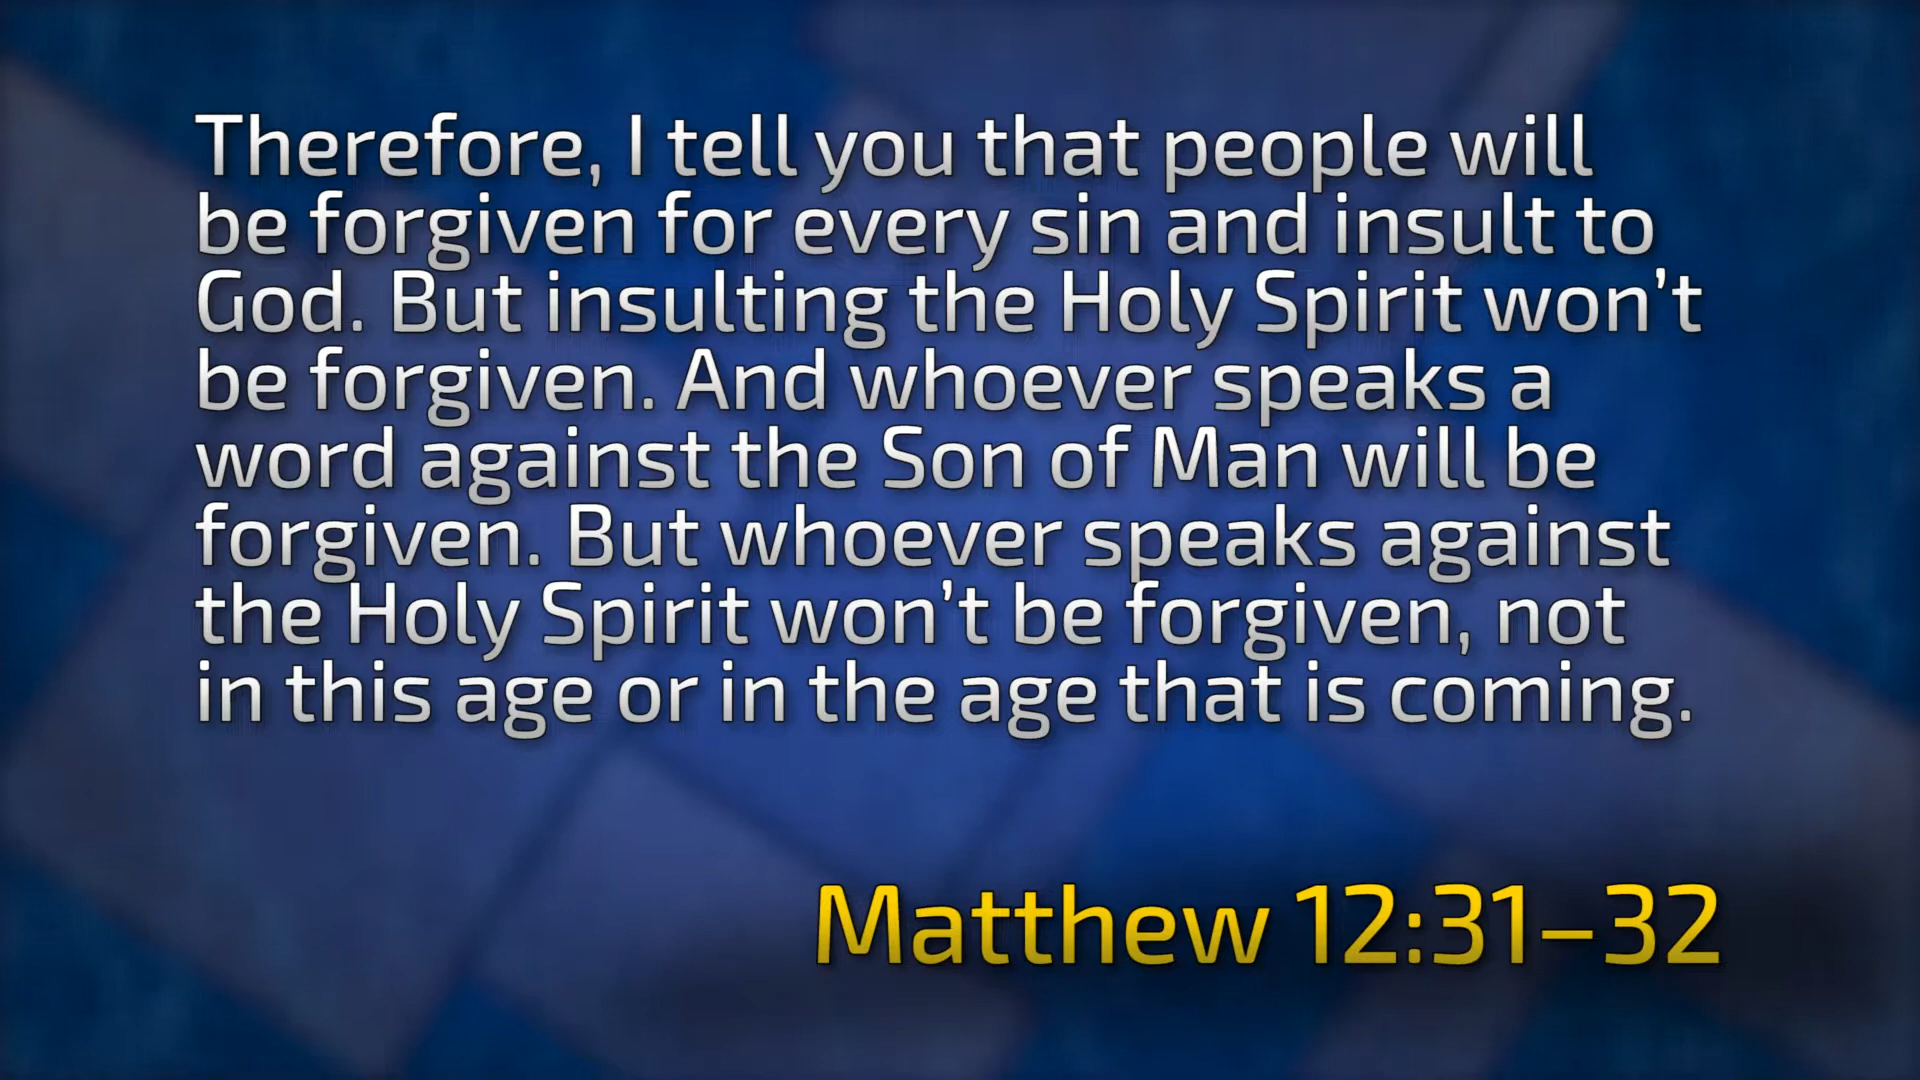 Therefore, I tell you that people will
be forgiven for every sin and insult to
God. But insulting the Holy Spirit won’t
be forgiven. And whoever speaks a
word against the Son of Man will be
forgiven. But whoever speaks against
the Holy Spirit won’t be forgiven, not
in this age or in the age that is coming.
Matthew 12:31–32